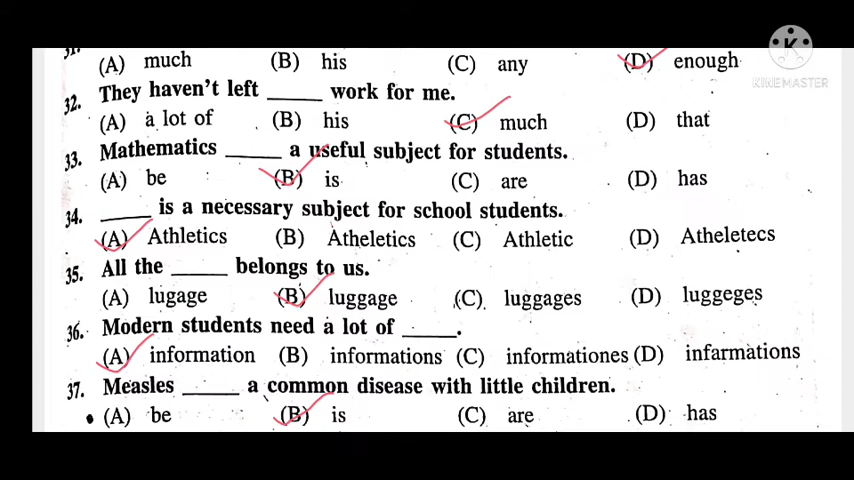 31.
(A) much (B) his (C) any (D) enough
K
KINEMASTER
32. They haven't left _____ work for me.
(A) a lot of (B) his (C) much (D) that
33. Mathematics _____ a useful subject for students.
(A) be (B) is (C) are (D) has
34. _____ is a necessary subject for school students.
(A) Athletics (B) Atheletics (C) Athletic (D) Atheletecs
35. All the _____ belongs to us.
(A) lugage (B) luggage (C) luggages (D) luggeges
36. Modern students need a lot of _____.
(A) information (B) informations (C) informationes (D) infarmations
37. Measles _____ a common disease with little children.
(A) be (B) is (C) are (D) has